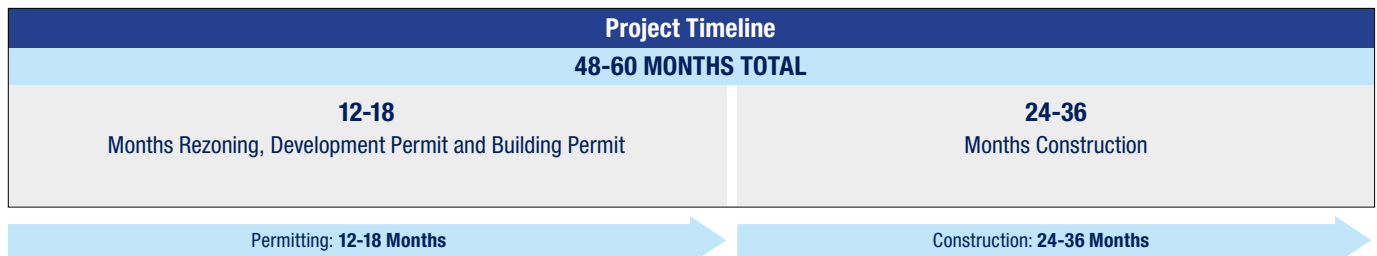 Project Timeline
48-60 MONTHS TOTAL
12-18
Months Rezoning, Development Permit and Building Permit
24-36
Months Construction
Permitting: 12-18 Months
Construction: 24-36 Months